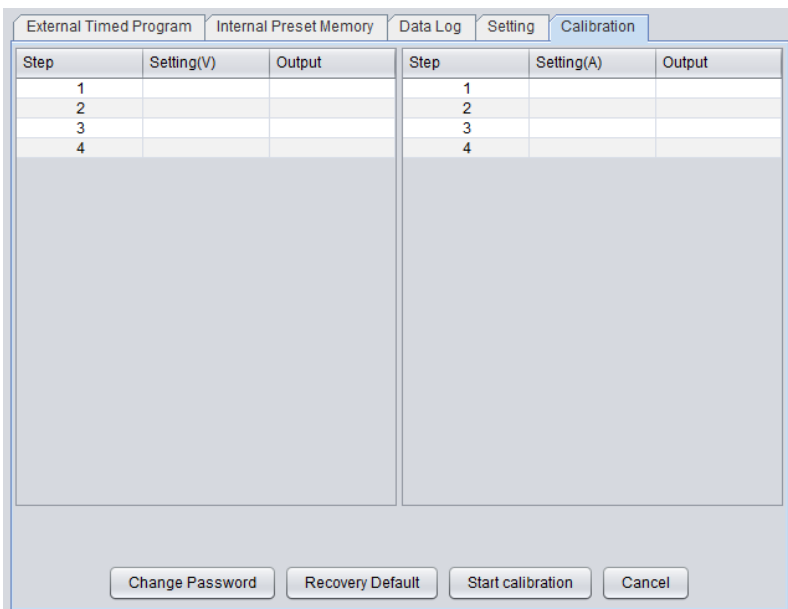 External Timed Program Internal Preset Memory Data Log Setting Calibration
Step Setting(V) Output Step Setting(A) Output
1 1
2 2
3 3
4 4
Change Password Recovery Default Start calibration Cancel